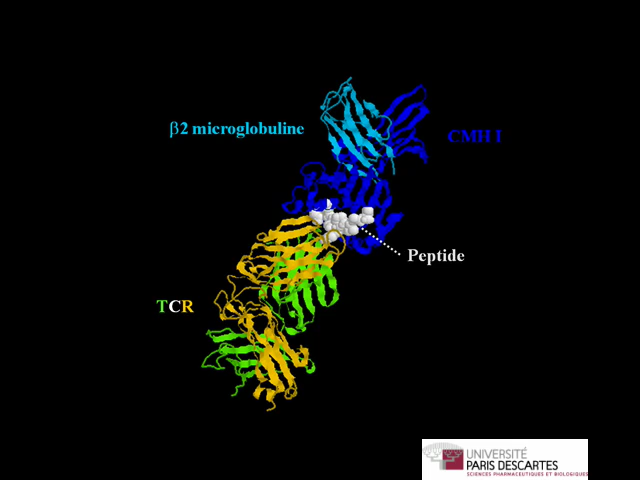 β2 microglobuline
CMH I
Peptide
TCR
UNIVERSITÉ
PARIS DESCARTES
SCIENCES PHARMACEUTIQUES ET BIOLOGIQUES